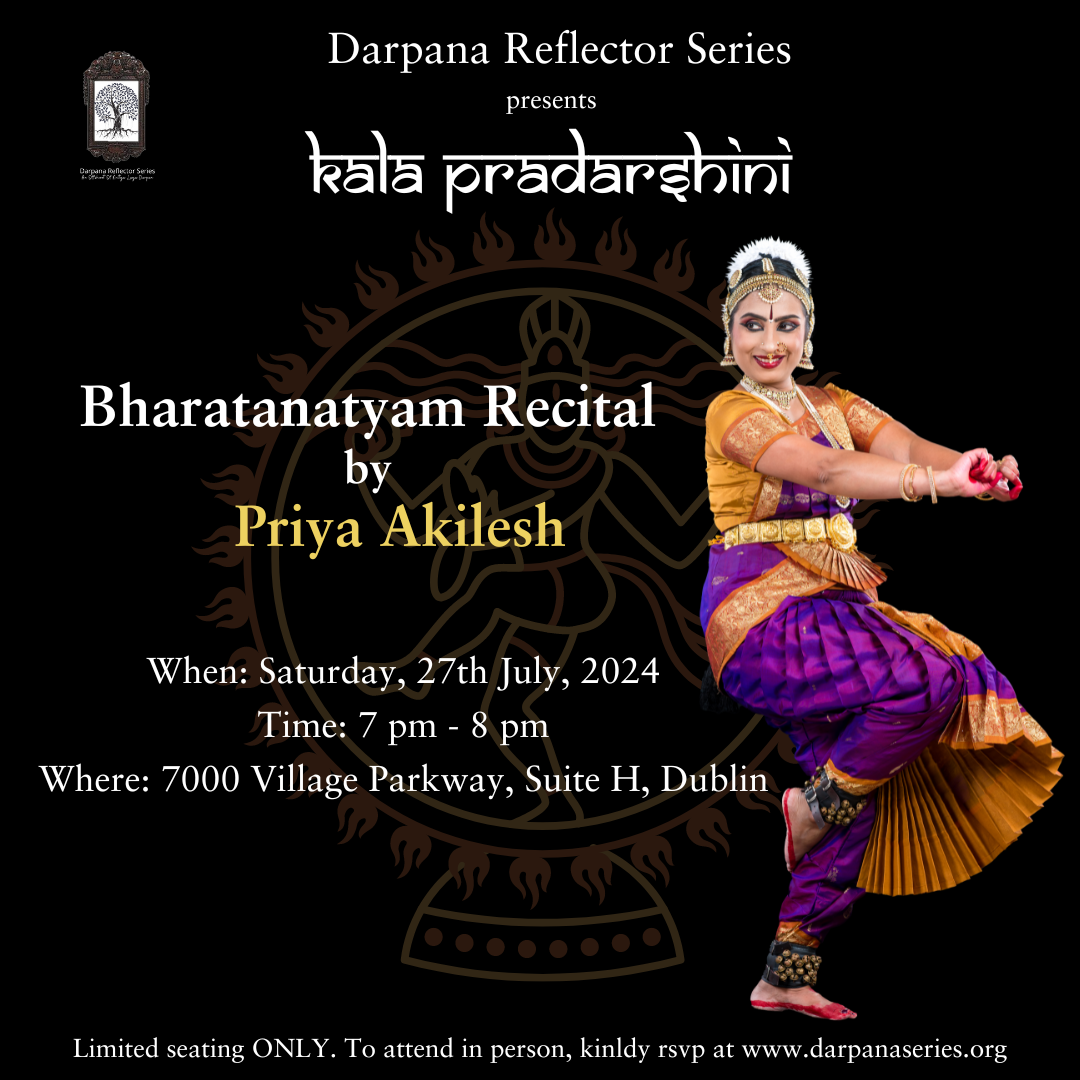 Darpana Reflector Series
presents
kala pradarshini
Darpana Reflector Series
Bharatanatyam Recital
by
Priya Akilesh
When: Saturday, 27th July, 2024
Time: 7 pm - 8 pm
Where: 7000 Village Parkway, Suite H, Dublin
Limited seating ONLY. To attend in person, kinldy rsvp at www.darpanaseries.org